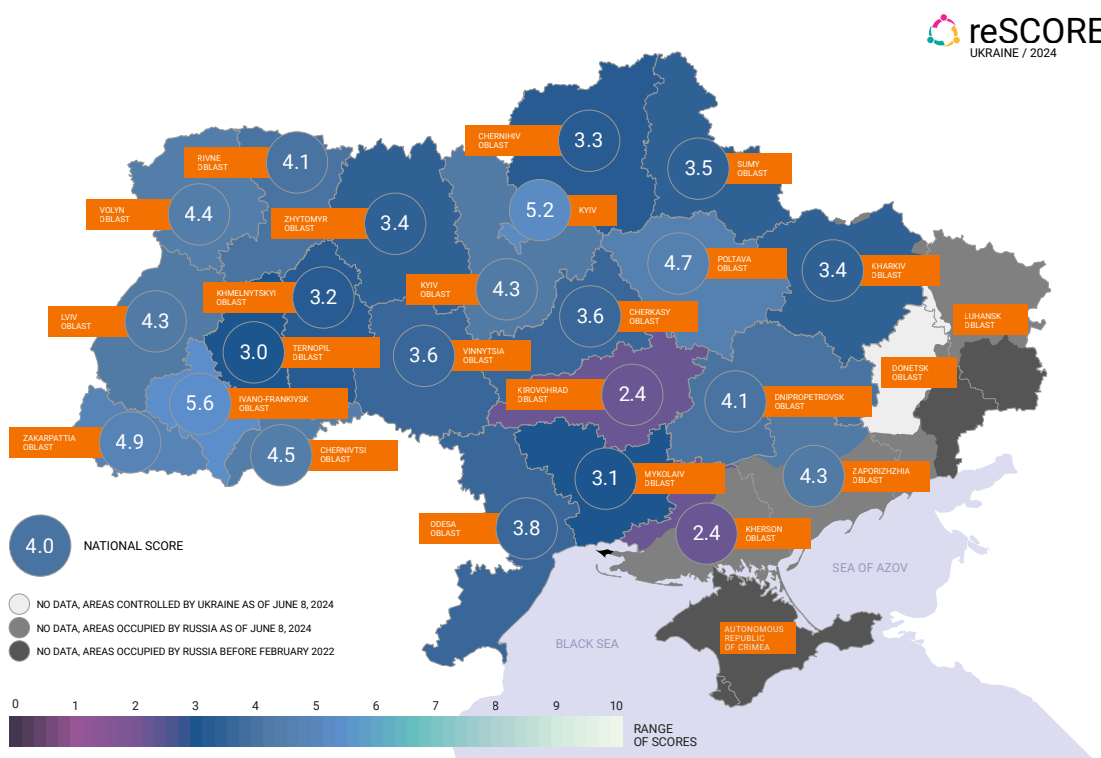 reSCORE
UKRAINE / 2024
CHERNIHIV
OBLAST
3.3
3.5
SUMY
OBLAST
RIVNE
OBLAST
4.1
VOLYN
OBLAST
4.4
ZHYTOMYR
OBLAST
3.4
5.2
KYIV
4.7
POLTAVA
OBLAST
3.4
KHARKIV
OBLAST
KHMELNYTSKYI
OBLAST
3.2
KYIV
OBLAST
4.3
LVIV
OBLAST
4.3
3.6
CHERKASY
OBLAST
LUHANSK
OBLAST
3.0
TERNOPIL
OBLAST
3.6
VINNYTSIA
OBLAST
DONETSK
OBLAST
5.6
IVANO-FRANKIVSK
OBLAST
KIROVOHRAD
OBLAST
2.4
4.1
DNIPROPETROVSK
OBLAST
ZAKARPATTIA
OBLAST
4.9
4.5
CHERNIVTSI
OBLAST
3.1
MYKOLAIV
OBLAST
4.3
ZAPORIZHZHIA
OBLAST
ODESA
OBLAST
3.8
2.4
KHERSON
OBLAST
4.0
NATIONAL SCORE
SEA OF AZOV
NO DATA, AREAS CONTROLLED BY UKRAINE AS OF JUNE 8, 2024
NO DATA, AREAS OCCUPIED BY RUSSIA AS OF JUNE 8, 2024
NO DATA, AREAS OCCUPIED BY RUSSIA BEFORE FEBRUARY 2022
BLACK SEA
AUTONOMOUS
REPUBLIC
OF CRIMEA
0 1 2 3 4 5 6 7 8 9 10
RANGE
OF SCORES